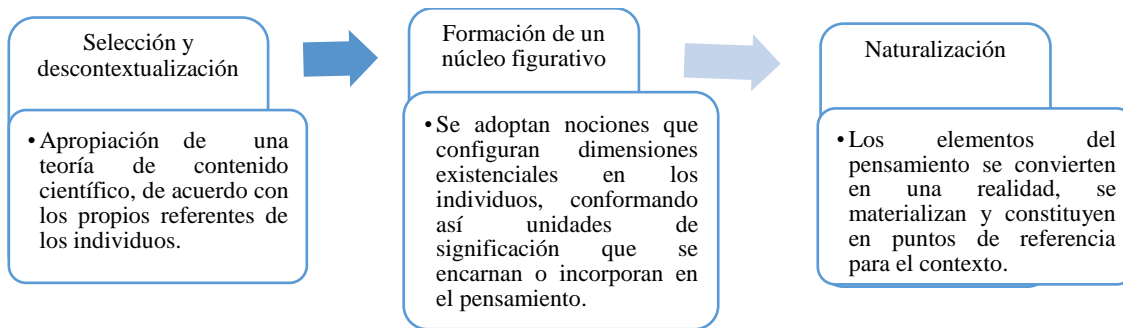 Selección y
descontextualización
• Apropiación de una
teoría de contenido
científico, de acuerdo con
los propios referentes de
los individuos.
Formación de un
núcleo figurativo
• Se adoptan nociones que
configuran dimensiones
existenciales en los
individuos, conformando
así unidades de
significación que se
encarnan o incorporan en
el pensamiento.
Naturalización
• Los elementos del
pensamiento se convierten
en una realidad, se
materializan y constituyen
en puntos de referencia
para el contexto.